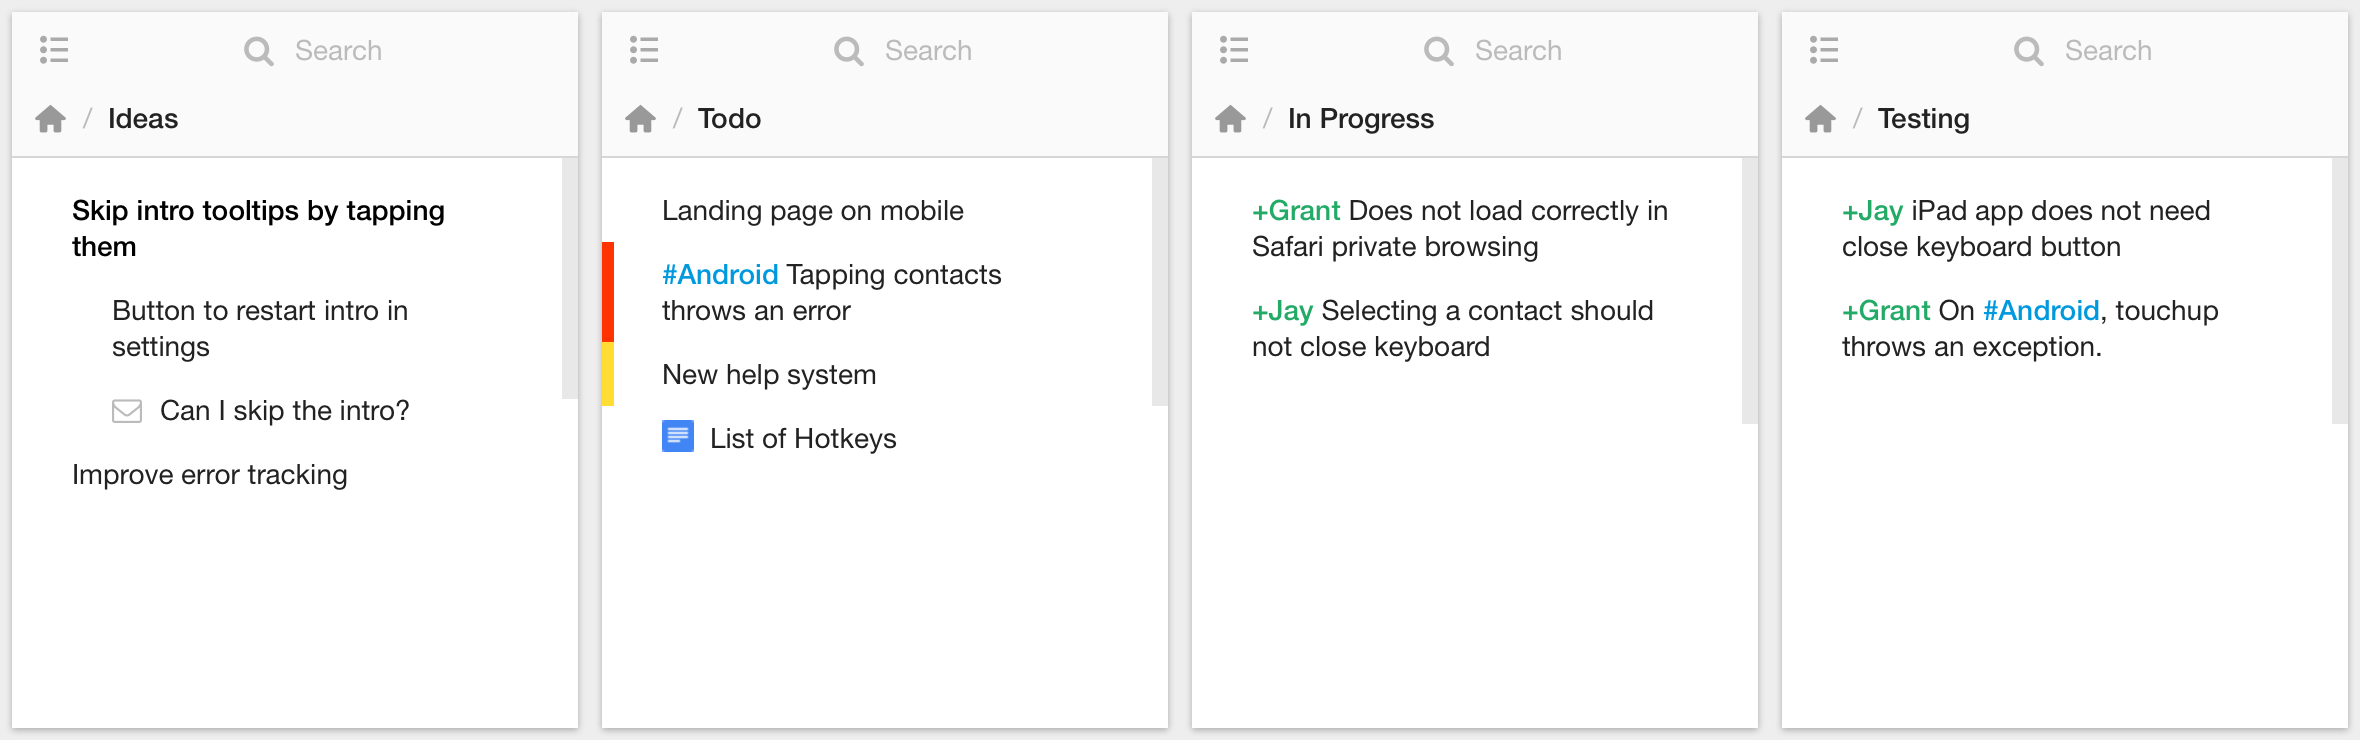 Search
/ Ideas
Skip intro tooltips by tapping
them
Button to restart intro in
settings
Can I skip the intro?
Improve error tracking
Search
/ Todo
Landing page on mobile
#Android Tapping contacts
throws an error
New help system
List of Hotkeys
Search
/ In Progress
+Grant Does not load correctly in
Safari private browsing
+Jay Selecting a contact should
not close keyboard
Search
/ Testing
+Jay iPad app does not need
close keyboard button
+Grant On #Android, touchup
throws an exception.